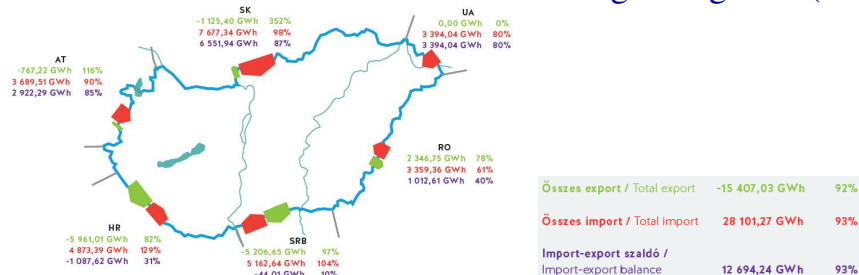 SK
-1 125,40 GWh 352%
7 677,34 GWh 98%
6 551,94 GWh 87%
UA
0,00 GWh 0%
3 394,04 GWh 80%
3 394,04 GWh 80%
AT
-767,22 GWh 116%
3 689,51 GWh 90%
2 922,29 GWh 85%
RO
2 346,75 GWh 78%
3 359,36 GWh 61%
1 012,61 GWh 40%
HR
-5 961,01 GWh 82%
4 873,39 GWh 129%
-1 087,62 GWh 31%
SRB
-5 206,65 GWh 97%
5 162,64 GWh 104%
-44,01 GWh 10%
Összes export / Total export -15 407,03 GWh 92%
Összes import / Total import 28 101,27 GWh 93%
Import-export szaldó /
Import-export balance 12 694,24 GWh 93%